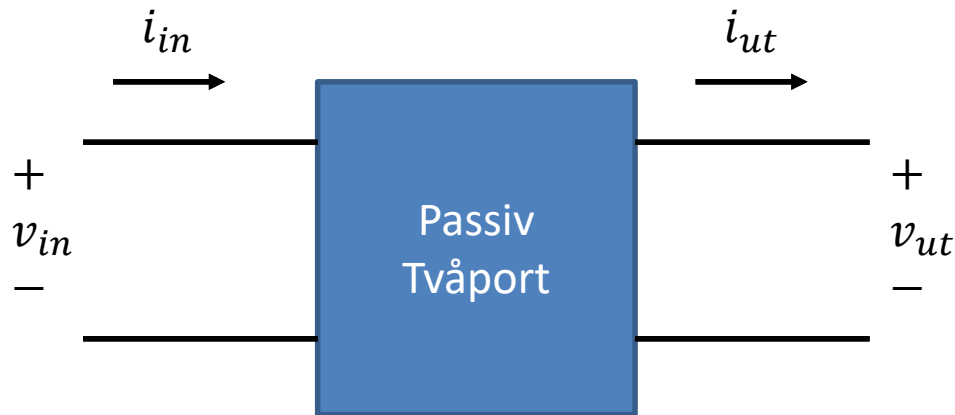 i_in
i_ut
+
v_in
−
Passiv
Tvåport
+
v_ut
−